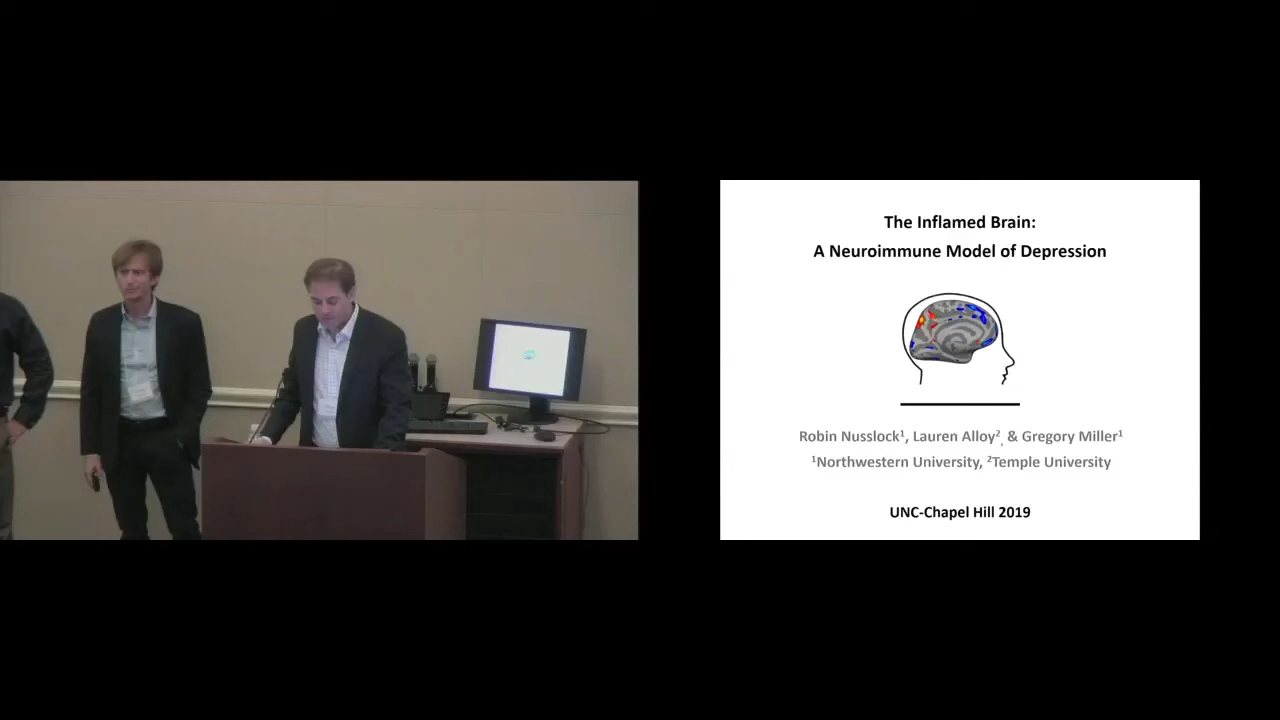 The Inflamed Brain:
A Neuroimmune Model of Depression
Robin Nusslock¹, Lauren Alloy², & Gregory Miller¹
¹Northwestern University, ²Temple University
UNC-Chapel Hill 2019